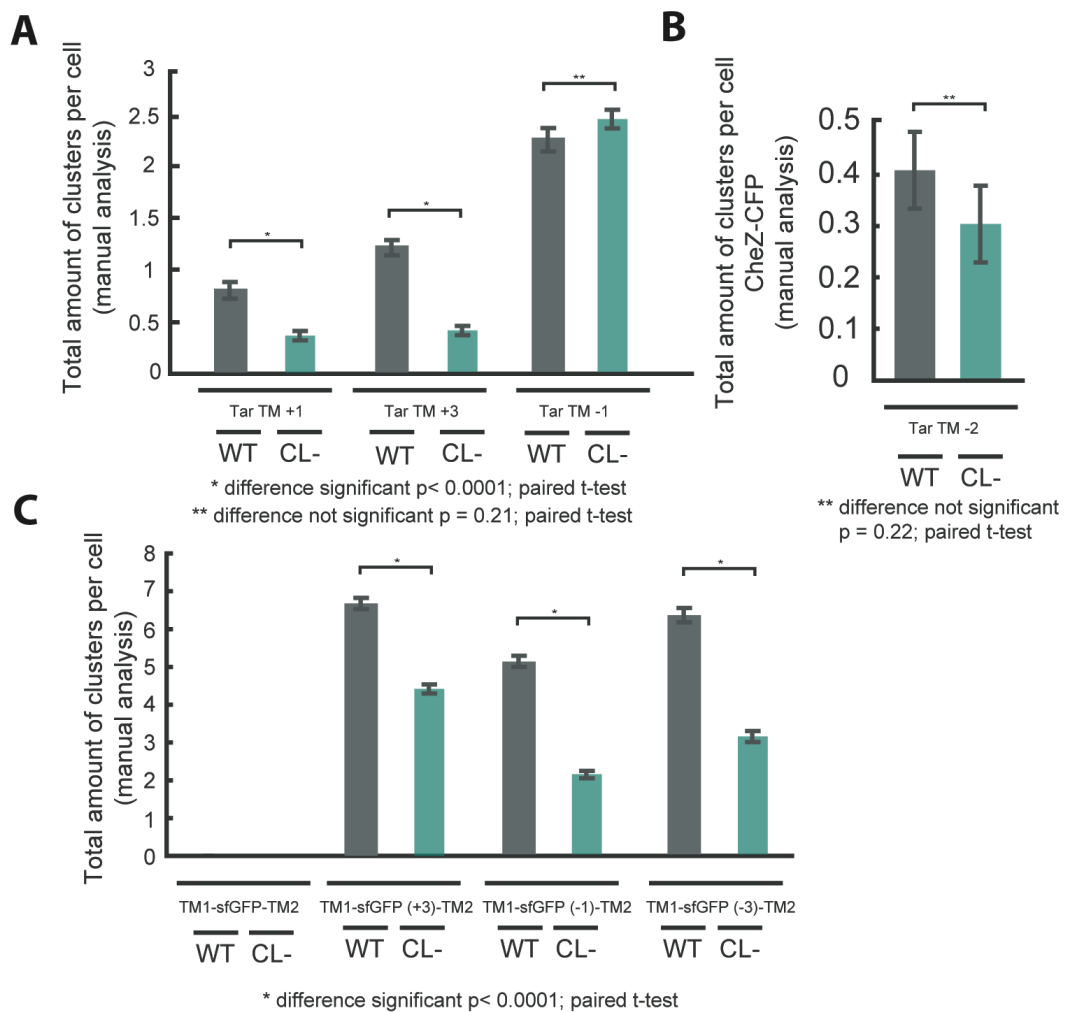 A
Total amount of clusters per cell
(manual analysis)
3
2.5
2
1.5
1
0.5
0
*
*
**
Tar TM +1
Tar TM +3
Tar TM -1
WT CL-
WT CL-
WT CL-
* difference significant p< 0.0001; paired t-test
** difference not significant p = 0.21; paired t-test
B
Total amount of clusters per cell
CheZ-CFP
(manual analysis)
0.5
0.4
0.3
0.2
0.1
0
**
Tar TM -2
WT CL-
** difference not significant
p = 0.22; paired t-test
C
Total amount of clusters per cell
(manual analysis)
8
7
6
5
4
3
2
1
0
*
*
*
TM1-sfGFP-TM2
TM1-sfGFP (+3)-TM2
TM1-sfGFP (-1)-TM2
TM1-sfGFP (-3)-TM2
WT CL-
WT CL-
WT CL-
WT CL-
* difference significant p< 0.0001; paired t-test